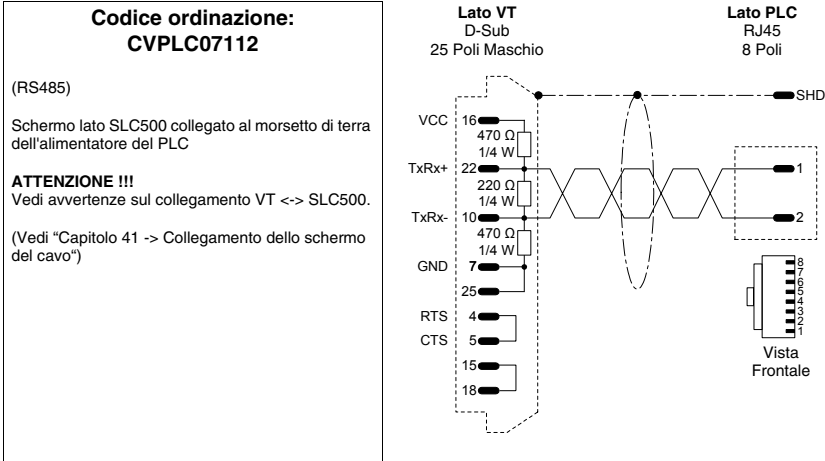 Codice ordinazione:
CVPLC07112
(RS485)
Schermo lato SLC500 collegato al morsetto di terra
dell'alimentatore del PLC
ATTENZIONE !!!
Vedi avvertenze sul collegamento VT <-> SLC500.
(Vedi “Capitolo 41 -> Collegamento dello schermo
del cavo“)
Lato VT
D-Sub
25 Poli Maschio
Lato PLC
RJ45
8 Poli
SHD
VCC 16
470 Ω
1/4 W
TxRx+ 22
1
220 Ω
1/4 W
TxRx- 10
2
470 Ω
1/4 W
GND 7
25
RTS 4
CTS 5
15
18
8
7
6
5
4
3
2
1
Vista
Frontale